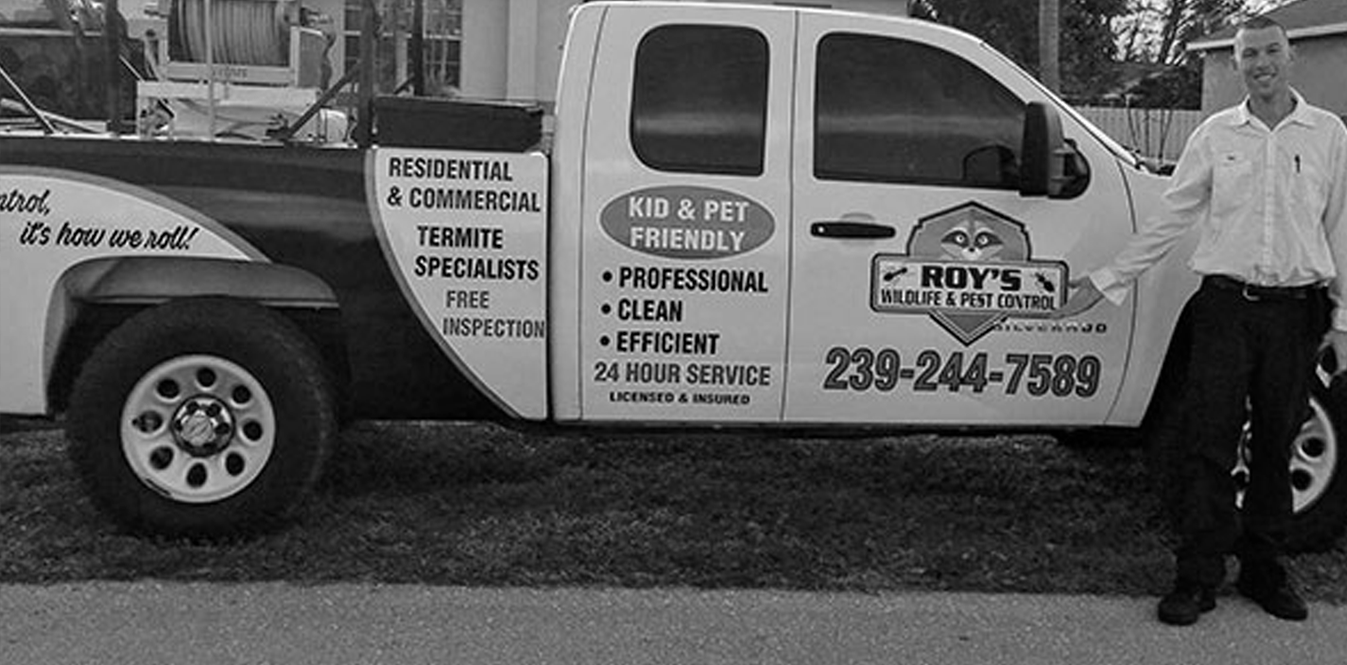 ntrol,
it's how we roll!
RESIDENTIAL
& COMMERCIAL
TERMITE
SPECIALISTS
FREE
INSPECTION
KID & PET
FRIENDLY
• PROFESSIONAL
• CLEAN
• EFFICIENT
24 HOUR SERVICE
LICENSED & INSURED
ROY'S
WILDLIFE & PEST CONTROL
SILVERADO
239-244-7589